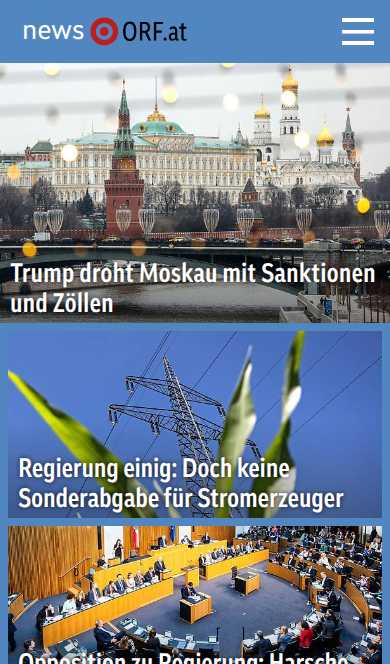 news ORF.at
Trump droht Moskau mit Sanktionen
und Zöllen
Regierung einig: Doch keine
Sonderabgabe für Stromerzeuger
Opposition zu Regierung: Harsche